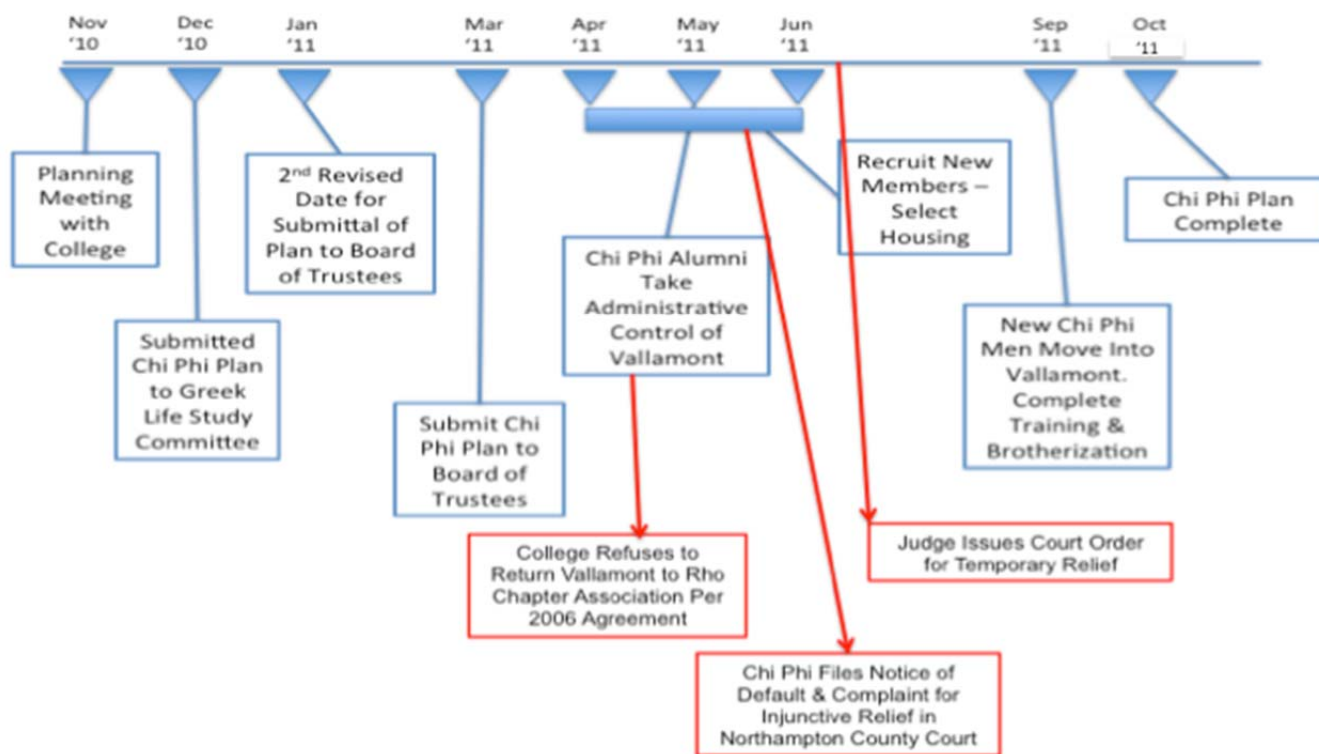 Nov
'10
Dec
'10
Jan
'11
Mar
'11
Apr
'11
May
'11
Jun
'11
Sep
'11
Oct
'11
Planning
Meeting
with
College
Submitted
Chi Phi Plan
to Greek
Life Study
Committee
2nd Revised
Date for
Submittal of
Plan to Board
of Trustees
Submit Chi
Phi Plan to
Board of
Trustees
Chi Phi Alumni
Take
Administrative
Control of
Vallamont
Recruit New
Members –
Select
Housing
New Chi Phi
Men Move Into
Vallamont.
Complete
Training &
Brotherization
Chi Phi Plan
Complete
College Refuses to
Return Vallamont to Rho
Chapter Association Per
2006 Agreement
Chi Phi Files Notice of
Default & Complaint for
Injunctive Relief in
Northampton County Court
Judge Issues Court Order
for Temporary Relief